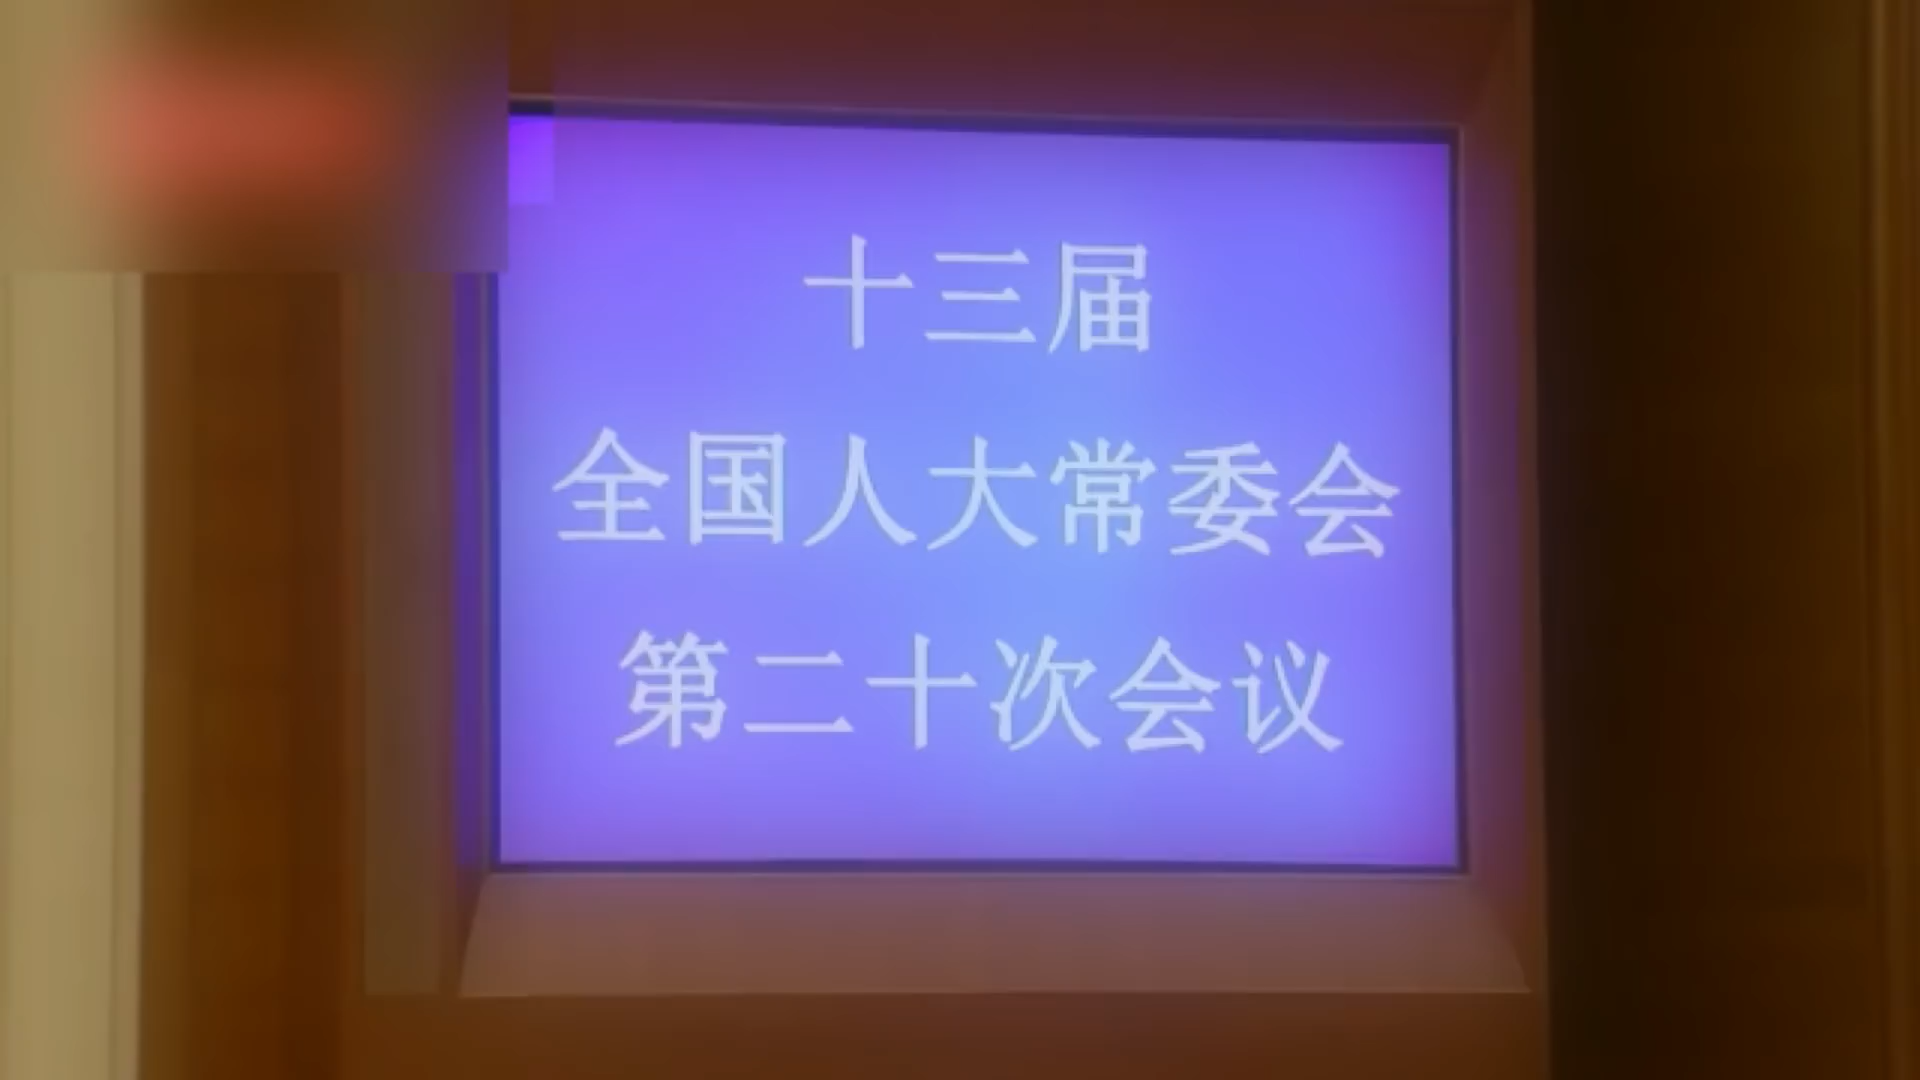 十三届
全国人大常委会
第二十次会议